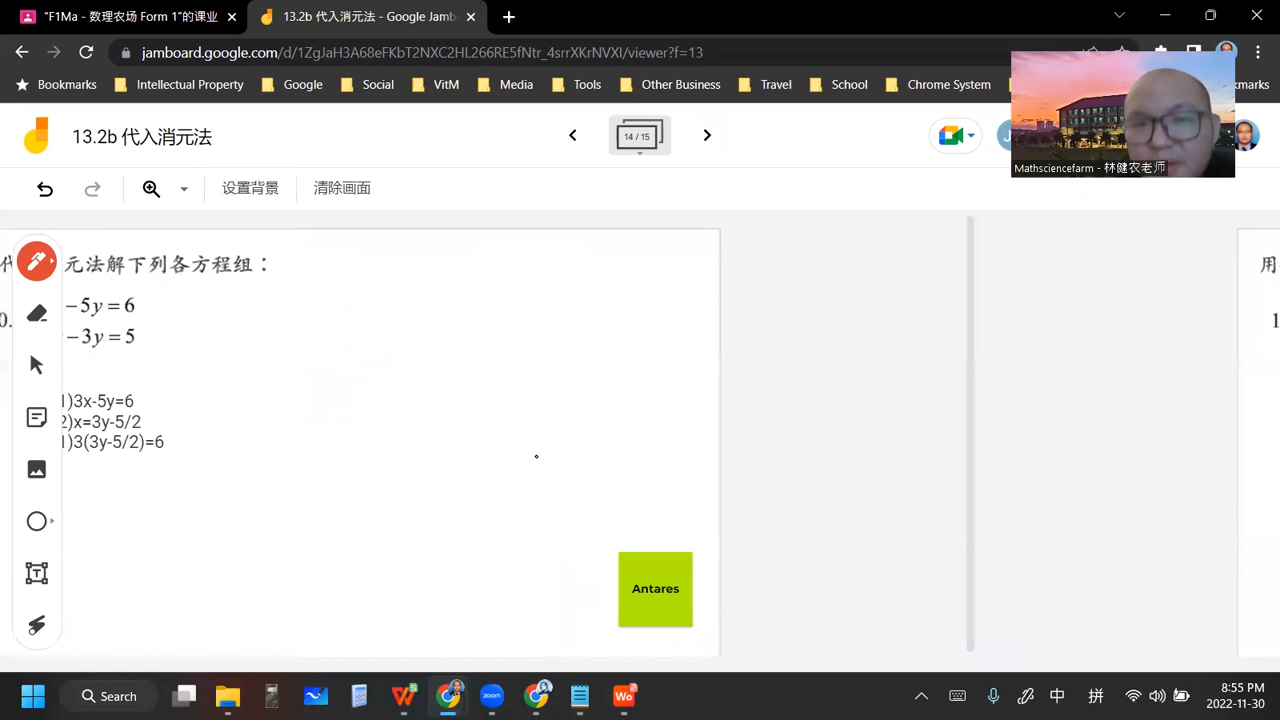 "F1Ma - 数理农场 Form 1"的课业
13.2b 代入消元法 - Google Jamb
jamboard.google.com/d/1ZgJaH3A68eFKbT2NXC2HL266RE5fNtr_4srrXKrNVXI/viewer?f=13
Bookmarks
Intellectual Property
Google
Social
VitM
Media
Tools
Other Business
Travel
School
Chrome System
kmarks
13.2b 代入消元法
14 / 15
J
Mathsciencefarm - 林健农老师
设置背景
清除画面
元法解下列各方程组：
用
0.
-5y = 6
-3y = 5
1
1)3x-5y=6
2)x=3y-5/2
1)3(3y-5/2)=6
Antares
Search
Wo
中
拼
8:55 PM
2022-11-30